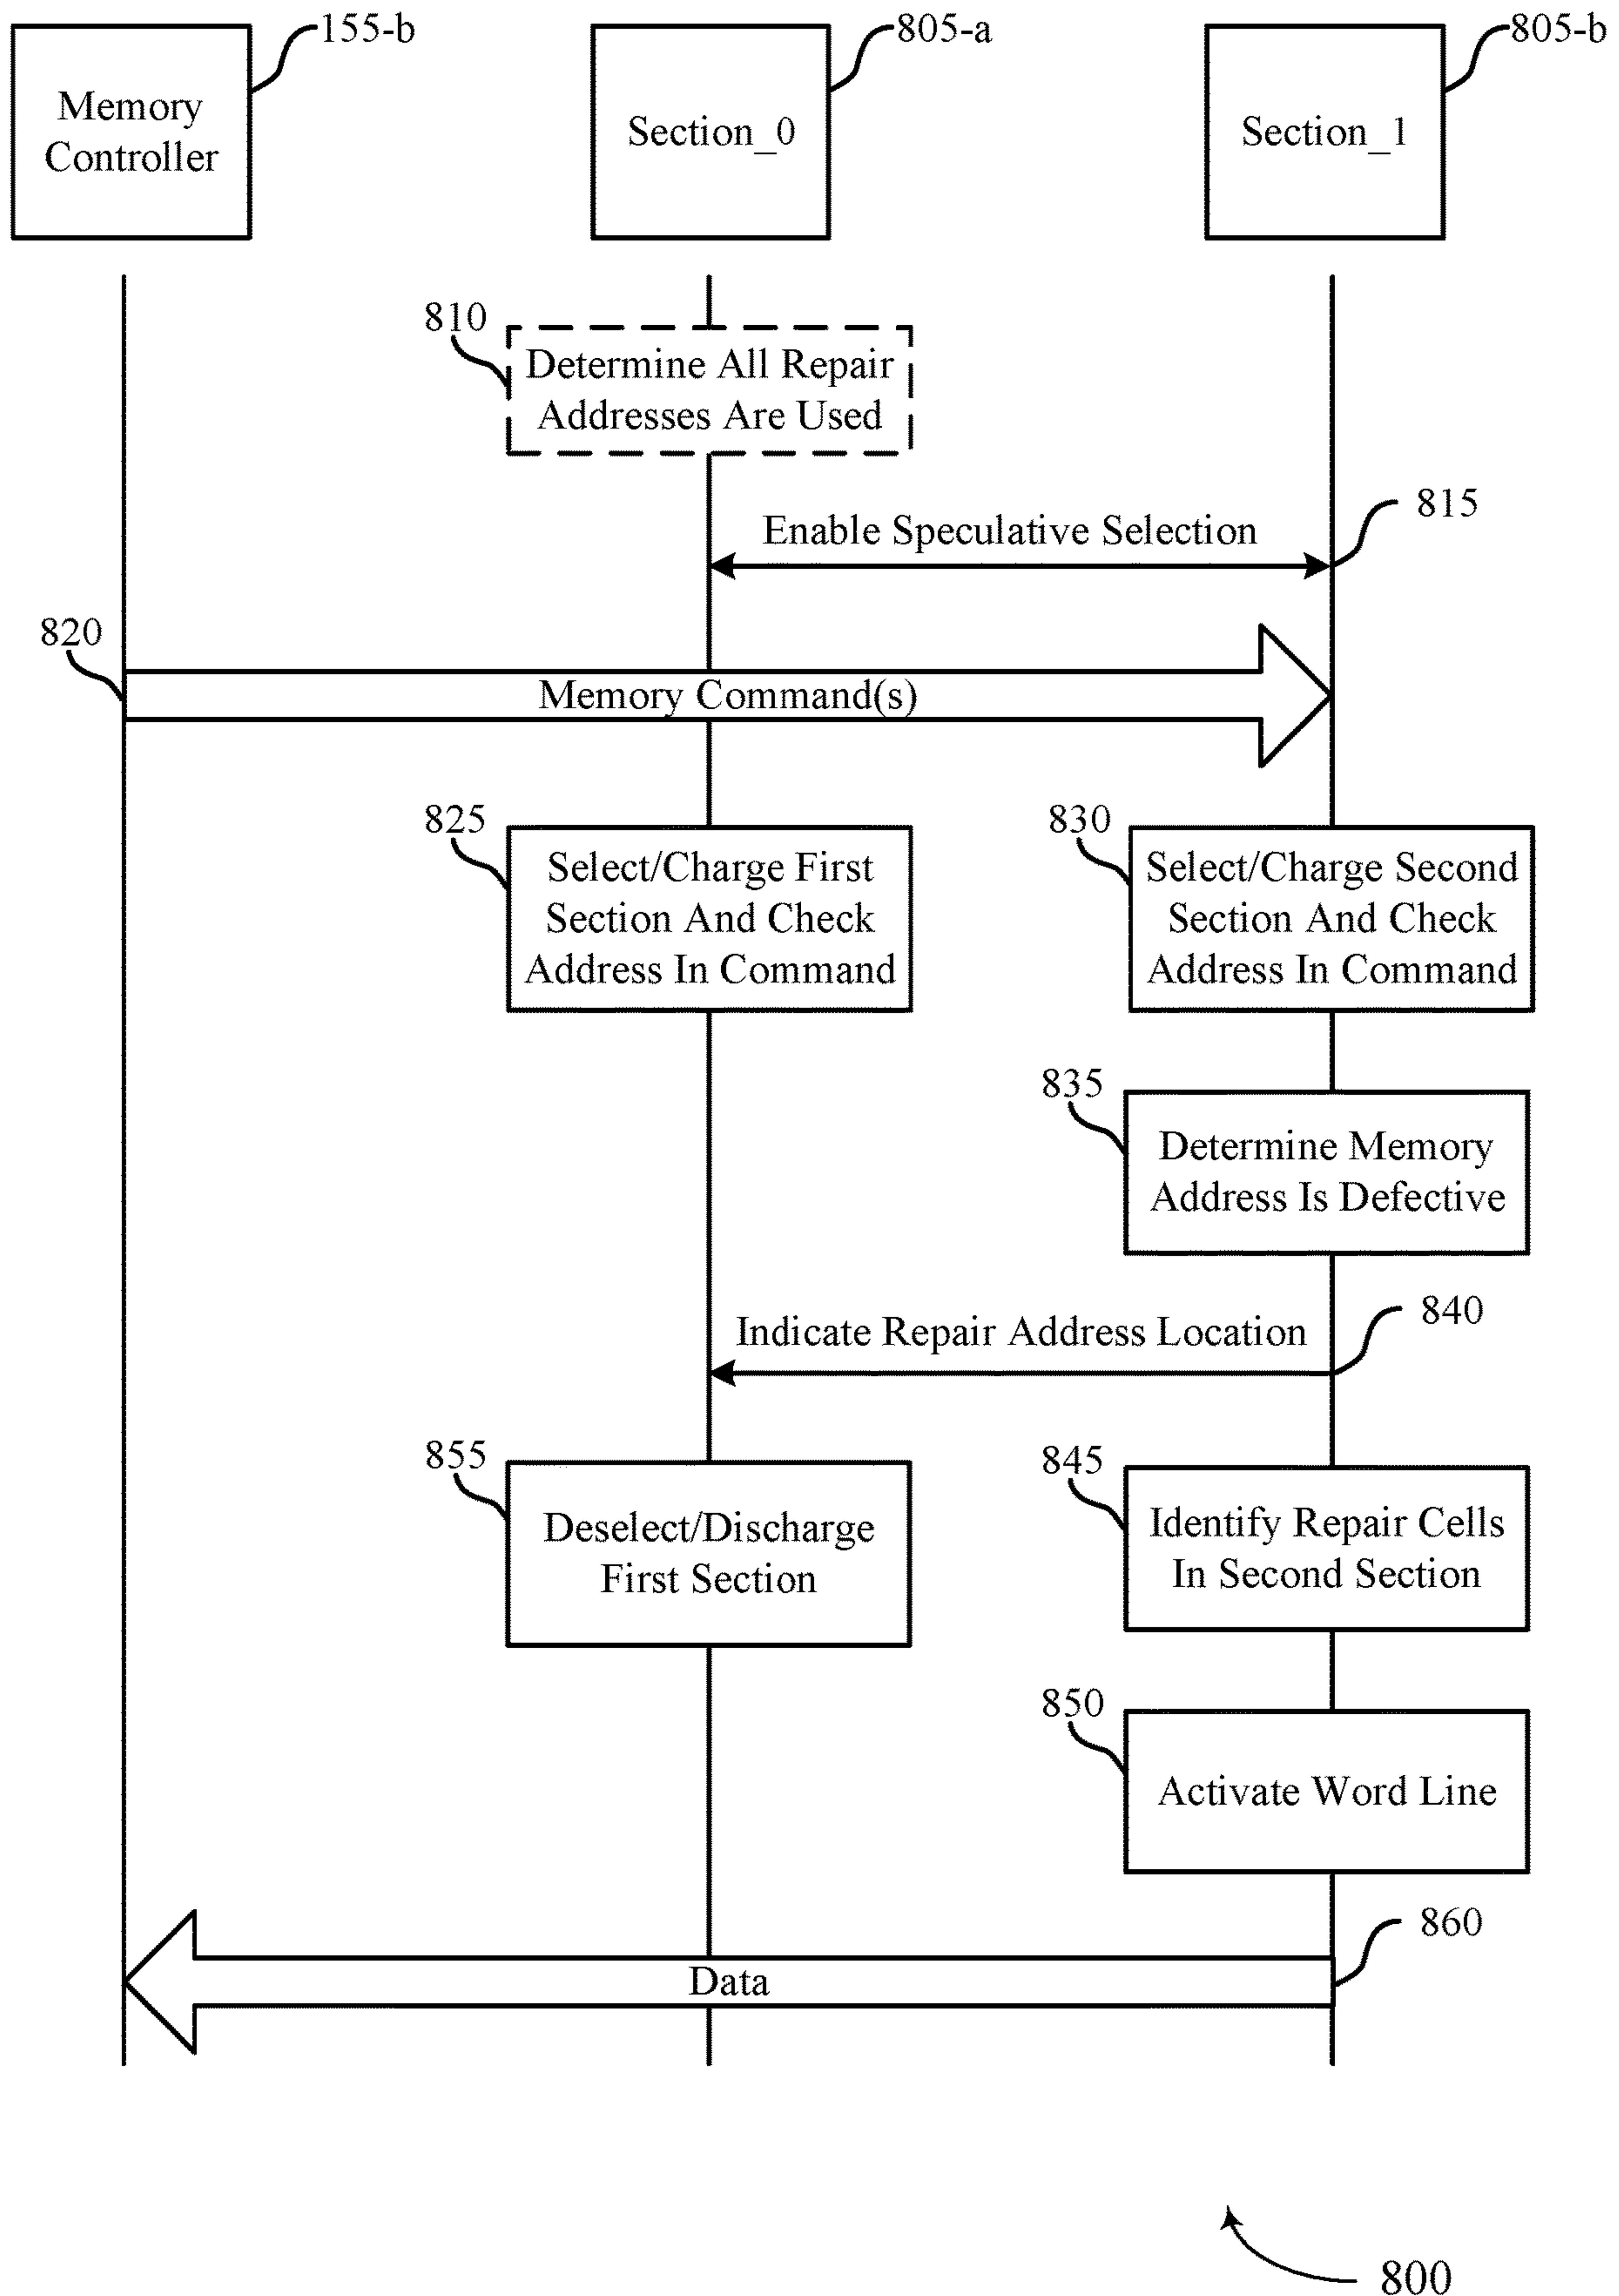 155-b
805-a
805-b
Memory
Controller
Section_0
Section_1
810
Determine All Repair
Addresses Are Used
815
Enable Speculative Selection
820
Memory Command(s)
825
Select/Charge First
Section And Check
Address In Command
830
Select/Charge Second
Section And Check
Address In Command
835
Determine Memory
Address Is Defective
840
Indicate Repair Address Location
855
Deselect/Discharge
First Section
845
Identify Repair Cells
In Second Section
850
Activate Word Line
860
Data
800